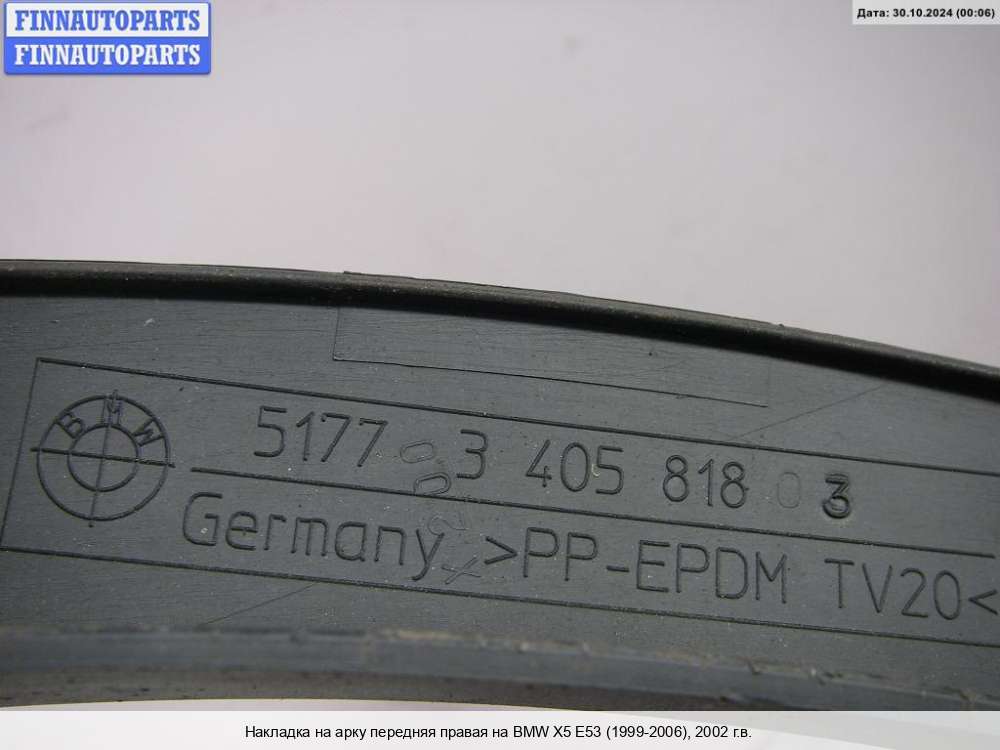 FINNAUTOPARTS
FINNAUTOPARTS
Дата: 30.10.2024 (00:06)
BMW
5177 3 405 818 03
Germany >PP-EPDM TV20<
Накладка на арку передняя правая на BMW X5 E53 (1999-2006), 2002 г.в.